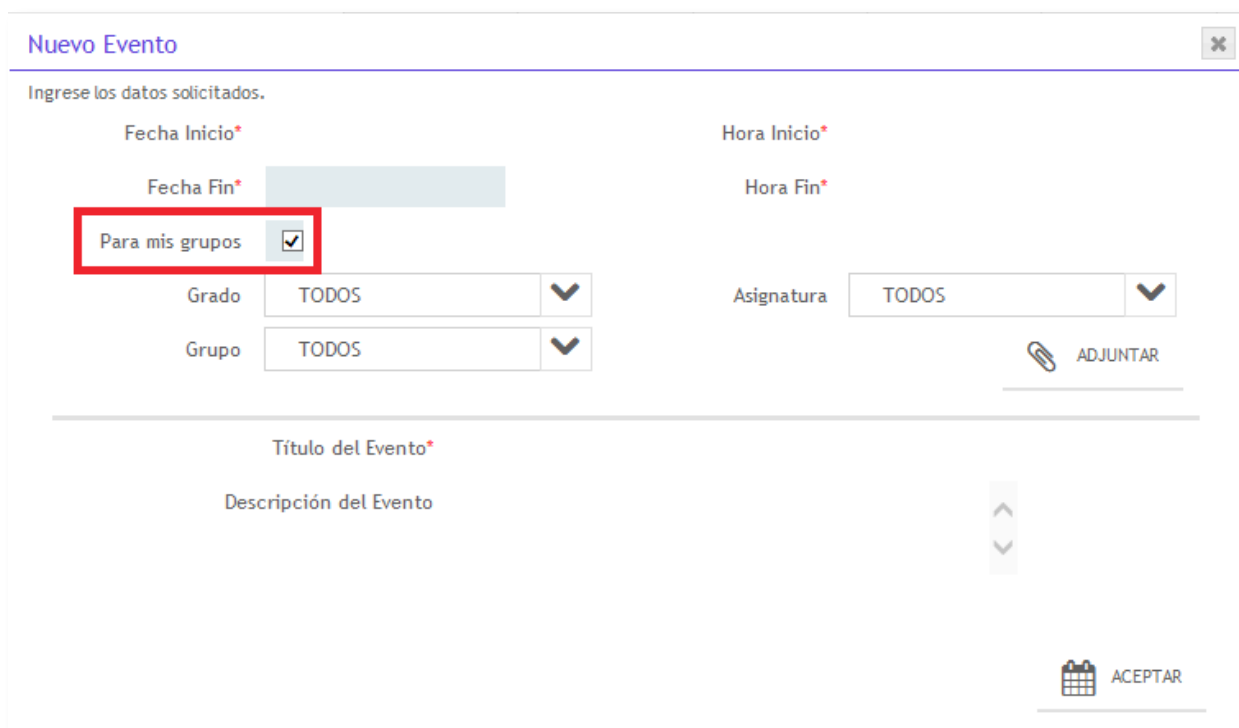 Nuevo Evento
Ingrese los datos solicitados.
Fecha Inicio* Hora Inicio*
Fecha Fin* Hora Fin*
Para mis grupos
Grado TODOS Asignatura TODOS
Grupo TODOS ADJUNTAR
Título del Evento*
Descripción del Evento
ACEPTAR